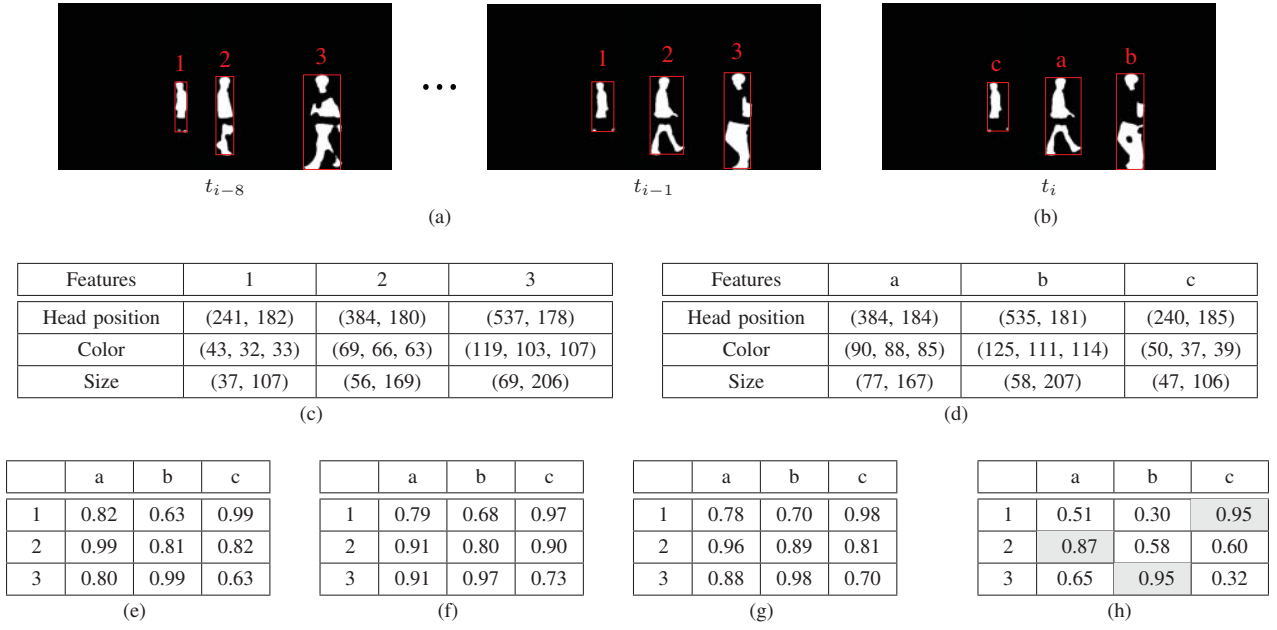 1 2 3 ... 1 2 3 c a b
t_{i-8} t_{i-1} t_i
(a) (b)
Features 1 2 3
Head position (241, 182) (384, 180) (537, 178)
Color (43, 32, 33) (69, 66, 63) (119, 103, 107)
Size (37, 107) (56, 169) (69, 206)
(c)
Features a b c
Head position (384, 184) (535, 181) (240, 185)
Color (90, 88, 85) (125, 111, 114) (50, 37, 39)
Size (77, 167) (58, 207) (47, 106)
(d)
a b c
1 0.82 0.63 0.99
2 0.99 0.81 0.82
3 0.80 0.99 0.63
(e)
a b c
1 0.79 0.68 0.97
2 0.91 0.80 0.90
3 0.91 0.97 0.73
(f)
a b c
1 0.78 0.70 0.98
2 0.96 0.89 0.81
3 0.88 0.98 0.70
(g)
a b c
1 0.51 0.30 0.95
2 0.87 0.58 0.60
3 0.65 0.95 0.32
(h)